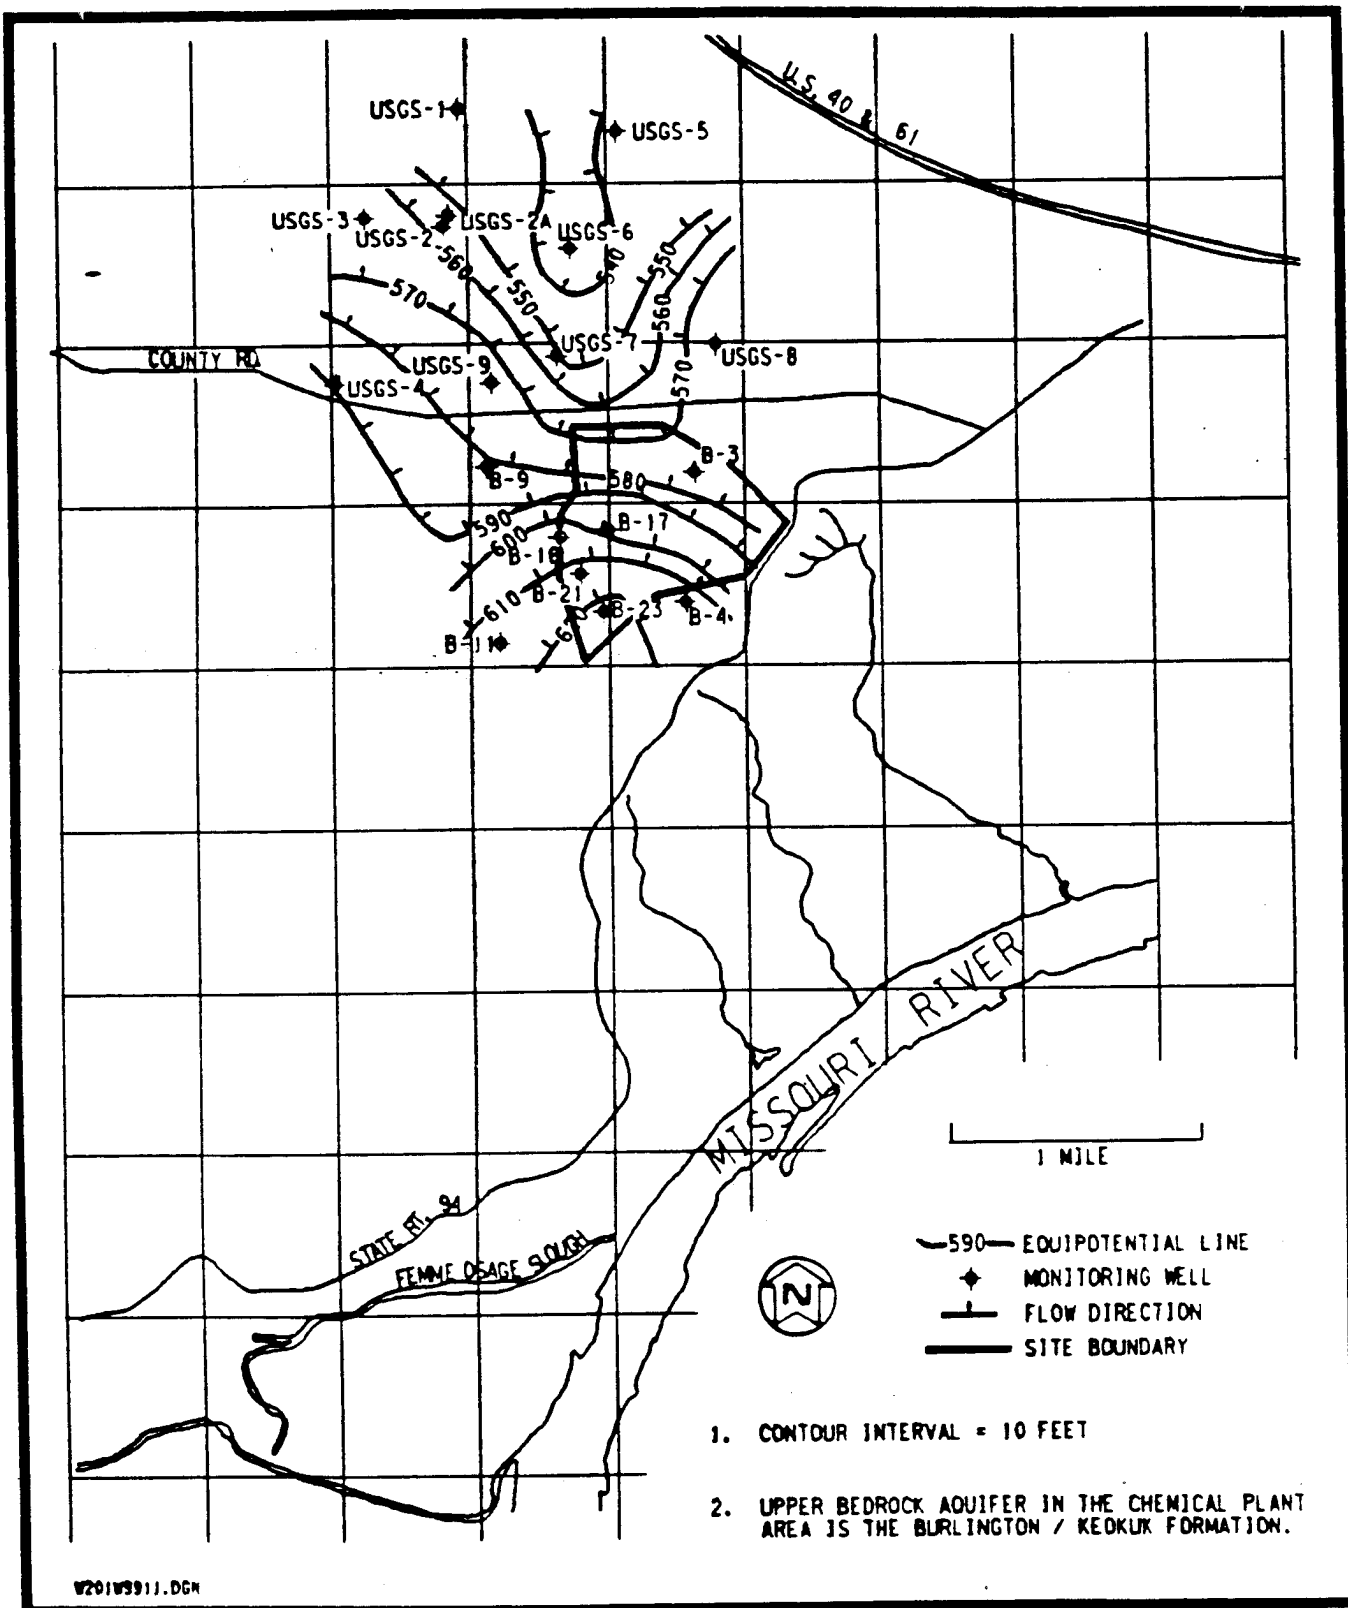 U.S. 40 & 61
USGS-1
USGS-5
USGS-3
USGS-2A
USGS-2
USGS-6
560
550
540
550
570
560
USGS-7
COUNTY RD.
USGS-9
USGS-8
USGS-4
570
B-3
B-9
580
590
B-17
600
B-21
610
B-23
B-4
B-11
MISSOURI RIVER
1 MILE
STATE RT. 94
FEMME OSAGE SLOUGH
590 EQUIPOTENTIAL LINE
MONITORING WELL
N
FLOW DIRECTION
SITE BOUNDARY
1. CONTOUR INTERVAL = 10 FEET
2. UPPER BEDROCK AQUIFER IN THE CHEMICAL PLANT
AREA IS THE BURLINGTON / KEOKUK FORMATION.